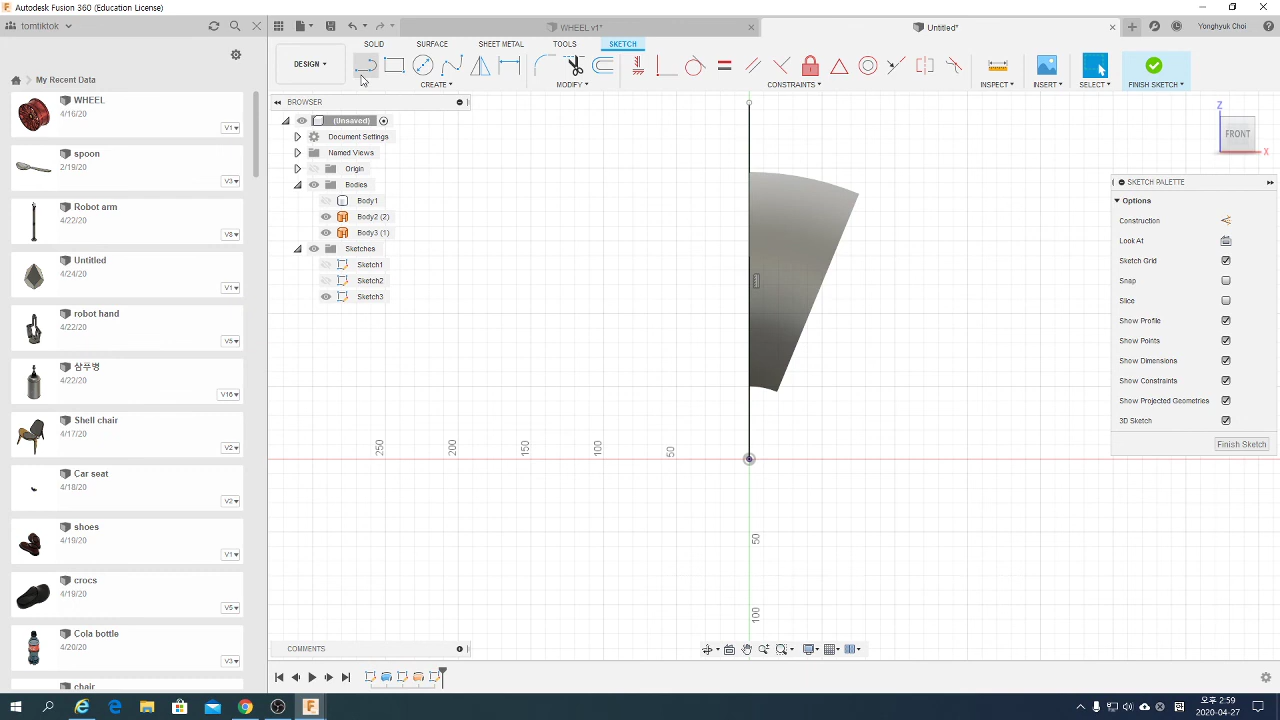 Autodesk Fusion 360 (Education License)
tomtiktok
WHEEL v1*
Untitled*
Yonghyuk Choi
DESIGN
SOLID
SURFACE
SHEET METAL
TOOLS
SKETCH
CREATE
MODIFY
CONSTRAINTS
INSPECT
INSERT
SELECT
FINISH SKETCH
My Recent Data
WHEEL
4/16/20
V1
spoon
2/19/20
V3
Robot arm
4/22/20
V8
Untitled
4/24/20
V1
robot hand
4/22/20
V5
샴푸병
4/22/20
V16
Shell chair
4/17/20
V2
Car seat
4/18/20
V2
shoes
4/19/20
V1
crocs
4/19/20
V5
Cola bottle
4/20/20
V3
chair
BROWSER
(Unsaved)
Document Settings
Named Views
Origin
Bodies
Body1
Body2 (2)
Body3 (1)
Sketches
Sketch1
Sketch2
Sketch3
250
200
150
100
50
50
100
Z
FRONT
X
SKETCH PALETTE
Options
Construction
Look At
Sketch Grid
Snap
Slice
Show Profile
Show Points
Show Dimensions
Show Constraints
Show Projected Geometries
3D Sketch
Finish Sketch
COMMENTS
오후 2:59
2020-04-27